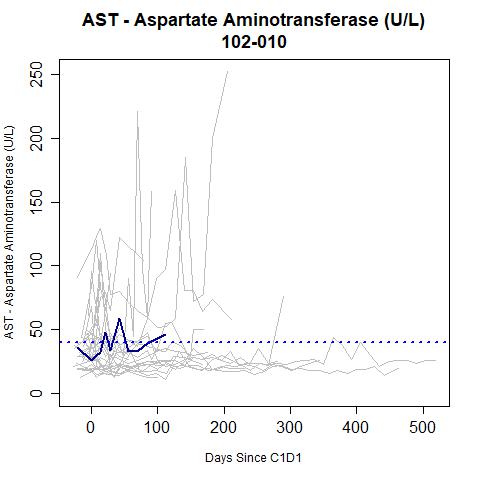 AST - Aspartate Aminotransferase (U/L)
102-010
AST - Aspartate Aminotransferase (U/L)
250
200
150
100
50
0
0 100 200 300 400 500
Days Since C1D1